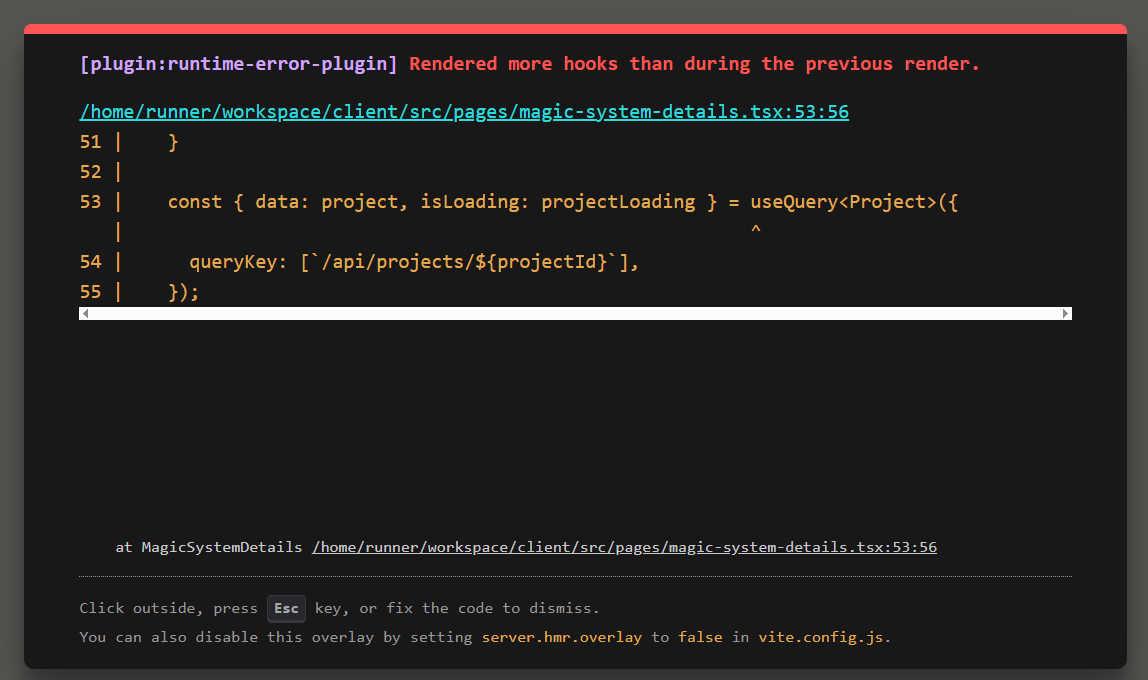 [plugin:runtime-error-plugin] Rendered more hooks than during the previous render.
/home/runner/workspace/client/src/pages/magic-system-details.tsx:53:56
51 |    }
52 |
53 |    const { data: project, isLoading: projectLoading } = useQuery<Project>({
   |                                                         ^
54 |      queryKey: [`/api/projects/${projectId}`],
55 |    });
at MagicSystemDetails /home/runner/workspace/client/src/pages/magic-system-details.tsx:53:56
Click outside, press Esc key, or fix the code to dismiss.
You can also disable this overlay by setting server.hmr.overlay to false in vite.config.js.